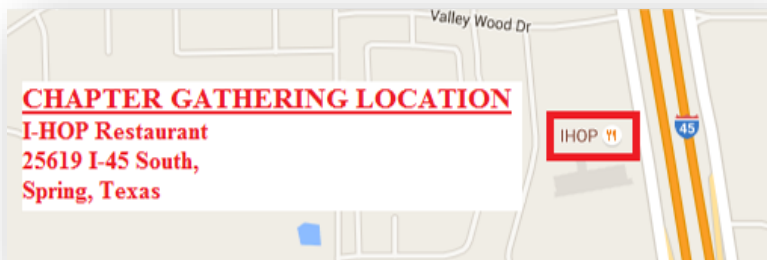 Valley Wood Dr
CHAPTER GATHERING LOCATION
I-HOP Restaurant
25619 I-45 South,
Spring, Texas
IHOP
45